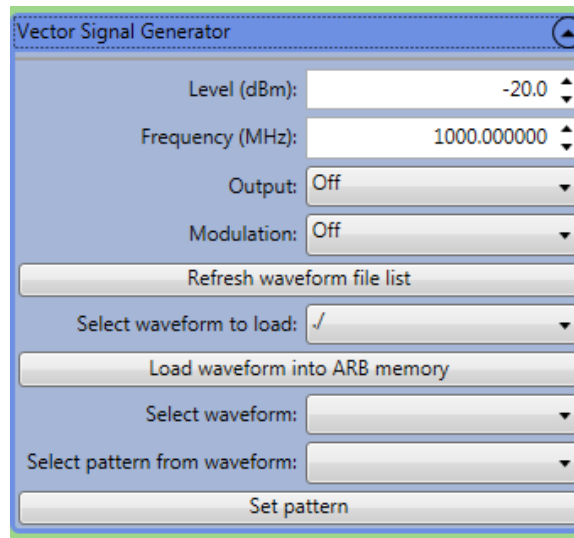 Vector Signal Generator
Level (dBm): -20.0
Frequency (MHz): 1000.000000
Output: Off
Modulation: Off
Refresh waveform file list
Select waveform to load: ./
Load waveform into ARB memory
Select waveform:
Select pattern from waveform:
Set pattern